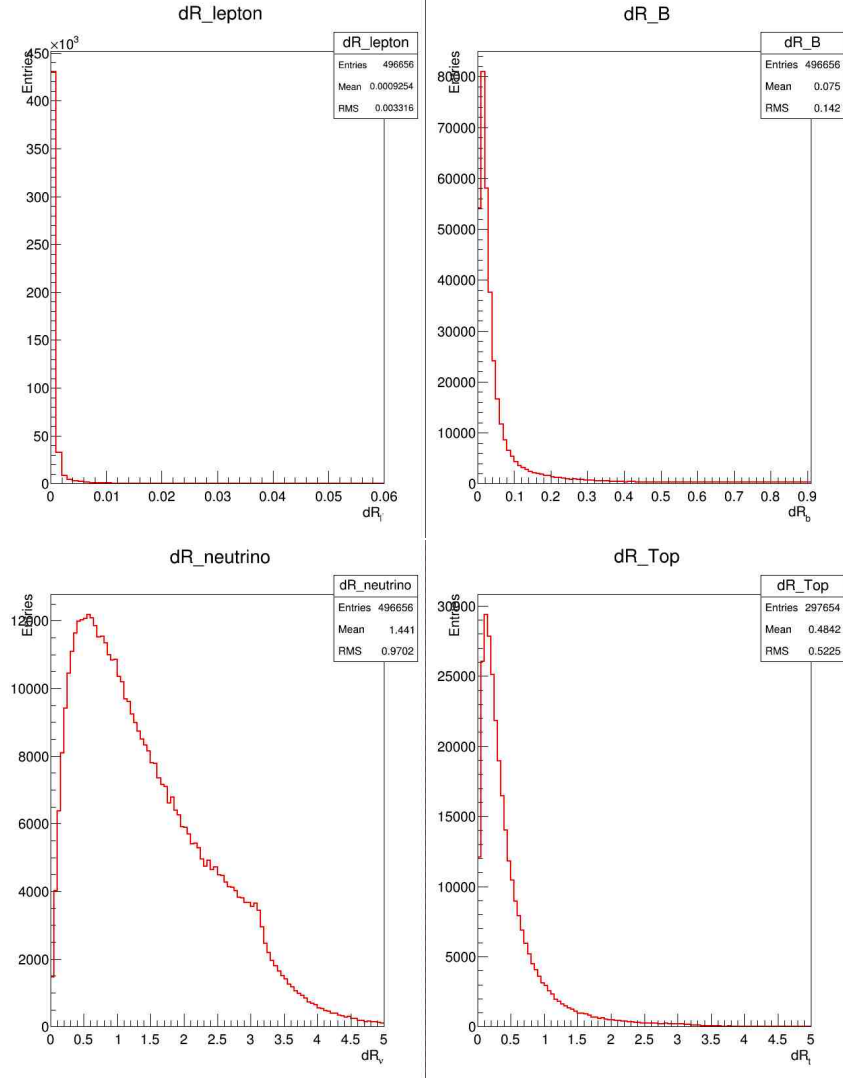 dR_lepton
×10³
450
400
350
300
250
200
150
100
50
0
Entries
dR_lepton
Entries 496656
Mean 0.0009254
RMS 0.003316
0 0.01 0.02 0.03 0.04 0.05 0.06
dR_B
80000
70000
60000
50000
40000
30000
20000
10000
0
Entries
dR_B
Entries 496656
Mean 0.075
RMS 0.142
0 0.1 0.2 0.3 0.4 0.5 0.6 0.7 0.8 0.9
dR_b
dR_neutrino
12000
10000
8000
6000
4000
2000
0
Entries
dR_neutrino
Entries 496656
Mean 1.441
RMS 0.9702
0 0.5 1 1.5 2 2.5 3 3.5 4 4.5 5
dR_ν
dR_Top
30000
25000
20000
15000
10000
5000
0
Entries
dR_Top
Entries 297654
Mean 0.4842
RMS 0.5225
0 0.5 1 1.5 2 2.5 3 3.5 4 4.5 5
dR_t